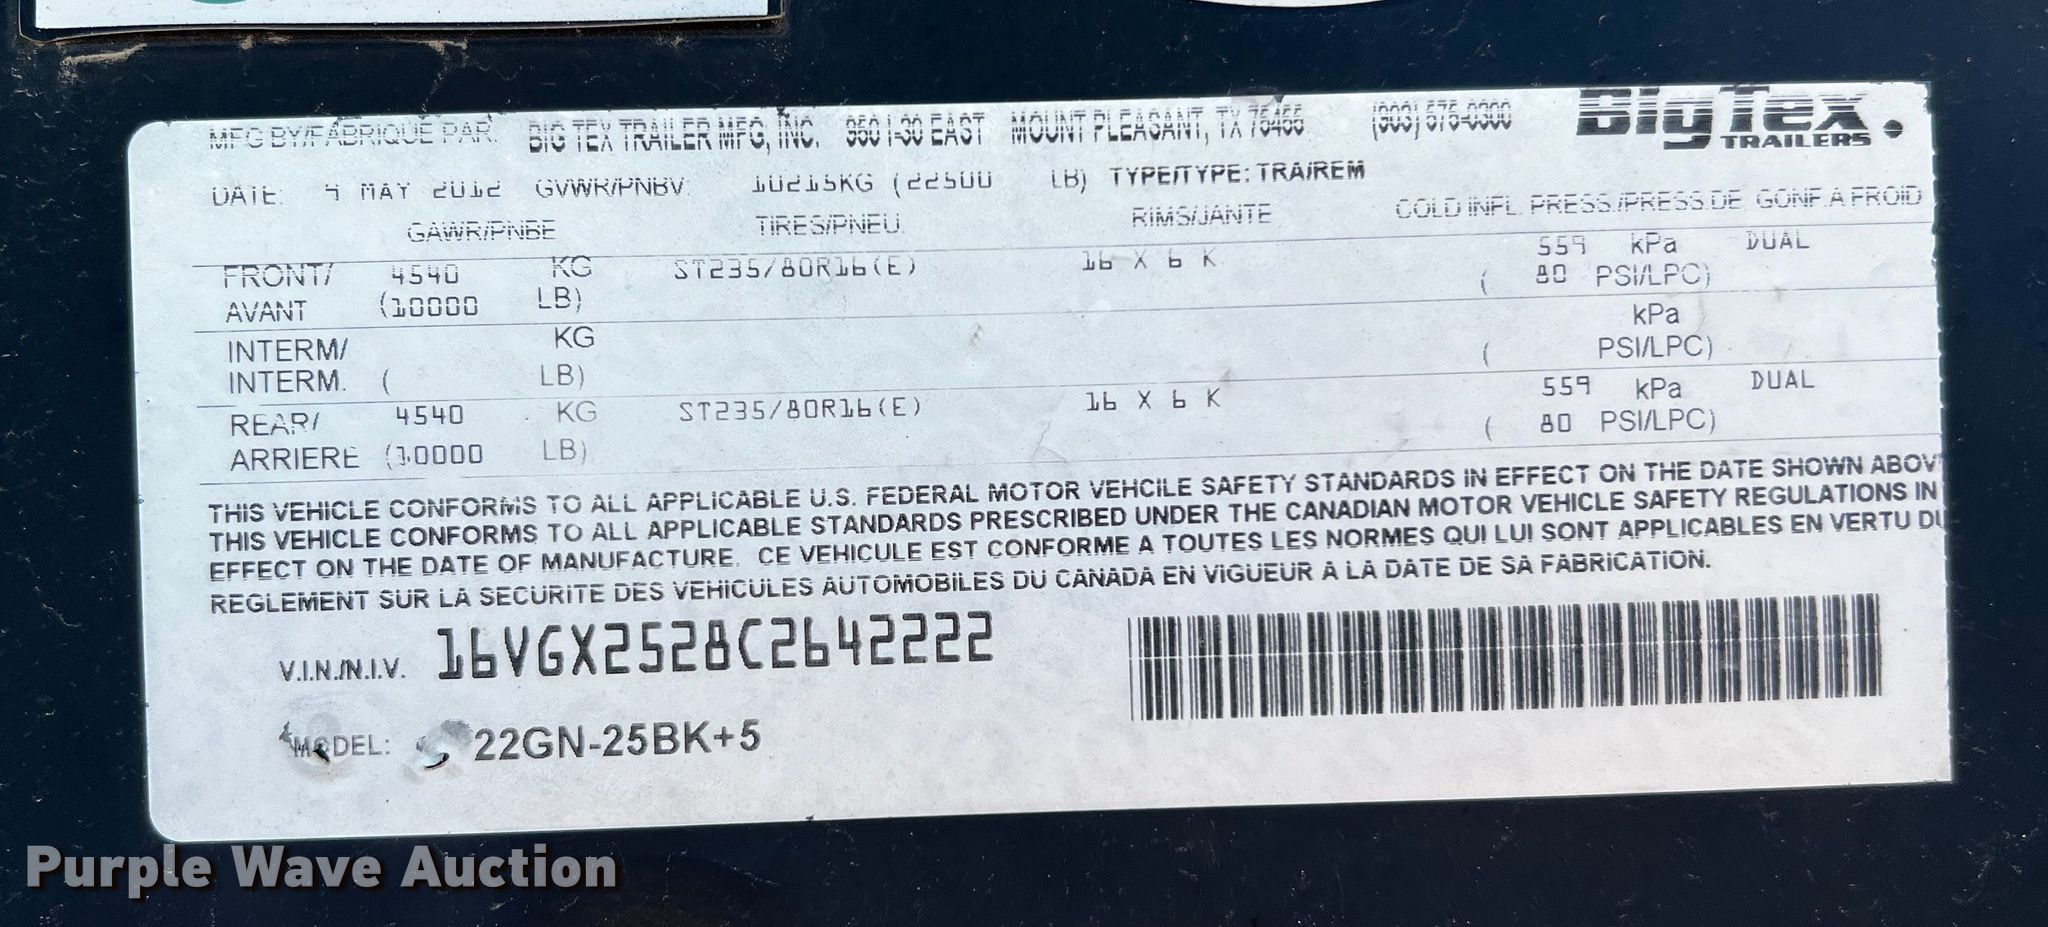 MFG BY/FABRIQUÉ PAR: BIG TEX TRAILER MFG, INC. 950 I-30 EAST MOUNT PLEASANT, TX 75455 (903) 575-0300 BigTex TRAILERS
DATE: 4 MAY 2012 GVWR/PNBV: 10215KG (22500 LB) TYPE/TYPE: TRA/REM
GAWR/PNBE TIRES/PNEU. RIMS/JANTE COLD INFL. PRESS./PRESS.DE GONF.A FROID
FRONT/ 4540 KG ST235/80R16(E) 16 X 6 K 559 kPa DUAL
AVANT (10000 LB) ( 80 PSI/LPC)
INTERM/ KG kPa
INTERM. ( LB) ( PSI/LPC)
REAR/ 4540 KG ST235/80R16(E) 16 X 6 K 559 kPa DUAL
ARRIERE (10000 LB) ( 80 PSI/LPC)
THIS VEHICLE CONFORMS TO ALL APPLICABLE U.S. FEDERAL MOTOR VEHCILE SAFETY STANDARDS IN EFFECT ON THE DATE SHOWN ABOV
THIS VEHICLE CONFORMS TO ALL APPLICABLE STANDARDS PRESCRIBED UNDER THE CANADIAN MOTOR VEHICLE SAFETY REGULATIONS IN
EFFECT ON THE DATE OF MANUFACTURE. CE VEHICULE EST CONFORME A TOUTES LES NORMES QUI LUI SONT APPLICABLES EN VERTU DU
REGLEMENT SUR LA SECURITE DES VEHICULES AUTOMOBILES DU CANADA EN VIGUEUR A LA DATE DE SA FABRICATION.
V.I.N./N.I.V. 16VGX2528C2642222
MODEL: 22GN-25BK+5
Purple Wave Auction